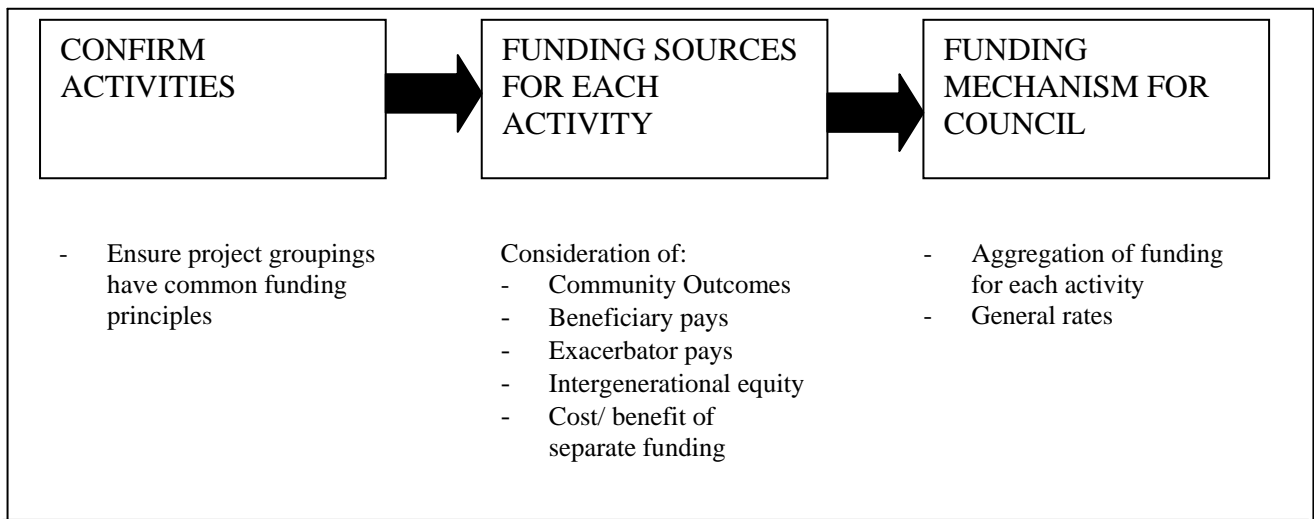 CONFIRM
ACTIVITIES
FUNDING SOURCES
FOR EACH
ACTIVITY
FUNDING
MECHANISM FOR
COUNCIL
- Ensure project groupings
have common funding
principles
Consideration of:
- Community Outcomes
- Beneficiary pays
- Exacerbator pays
- Intergenerational equity
- Cost/ benefit of
separate funding
- Aggregation of funding
for each activity
- General rates